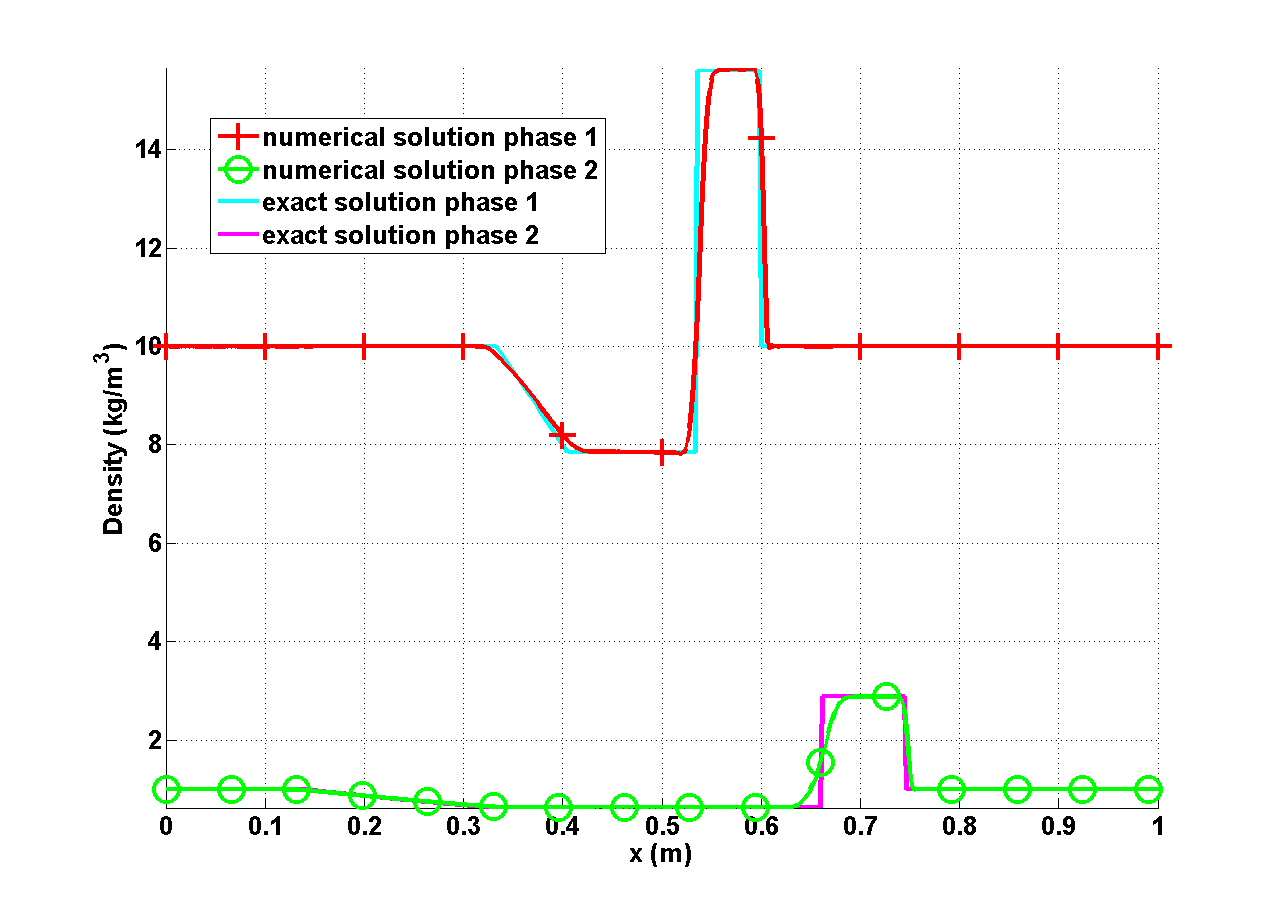 numerical solution phase 1
numerical solution phase 2
exact solution phase 1
exact solution phase 2
Density (kg/m³)
14
12
10
8
6
4
2
0 0.1 0.2 0.3 0.4 0.5 0.6 0.7 0.8 0.9 1
x (m)